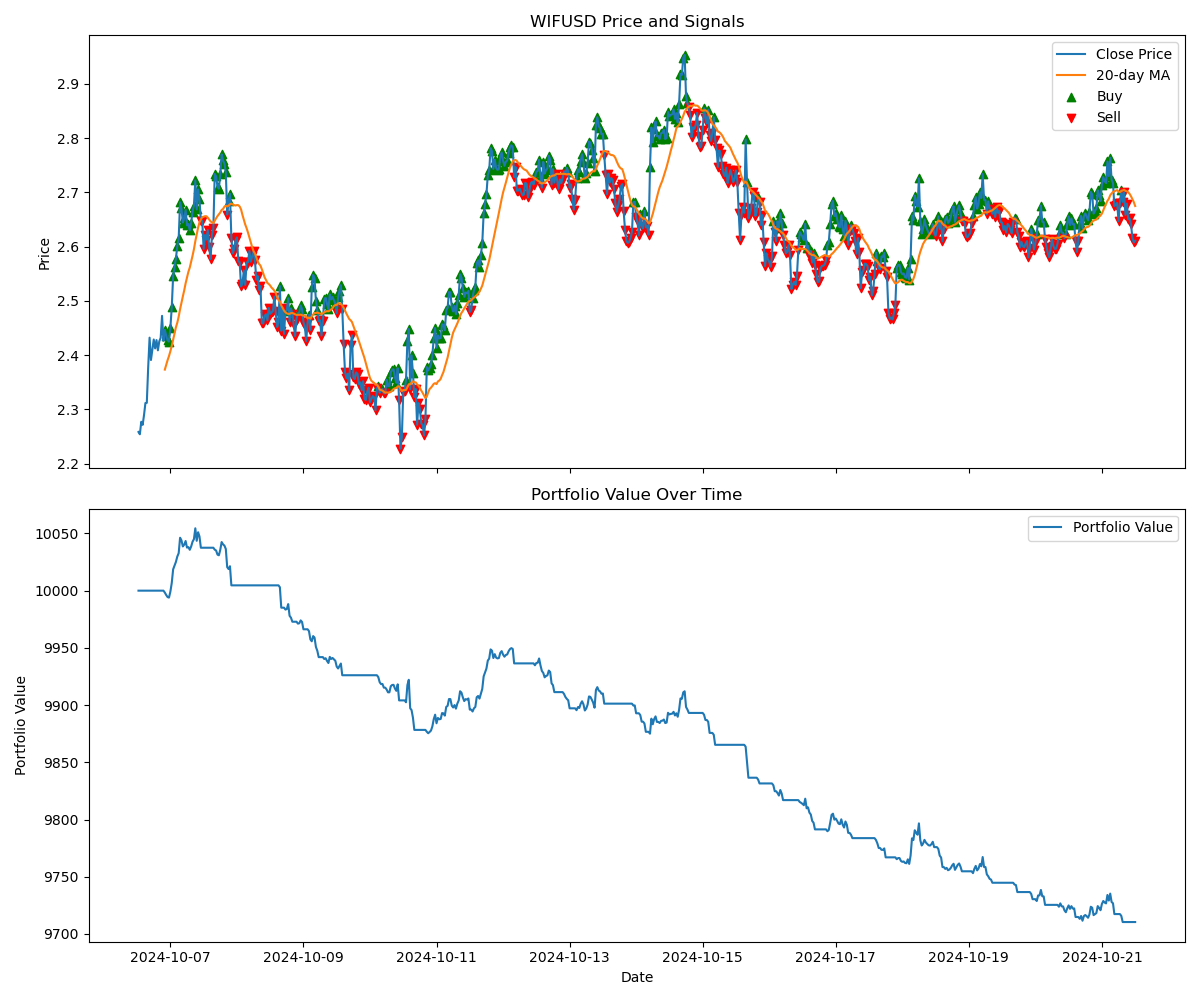 WIFUSD Price and Signals
Close Price
20-day MA
Buy
Sell
Price
2.9
2.8
2.7
2.6
2.5
2.4
2.3
2.2
Portfolio Value Over Time
Portfolio Value
Portfolio Value
10050
10000
9950
9900
9850
9800
9750
9700
2024-10-07
2024-10-09
2024-10-11
2024-10-13
2024-10-15
2024-10-17
2024-10-19
2024-10-21
Date